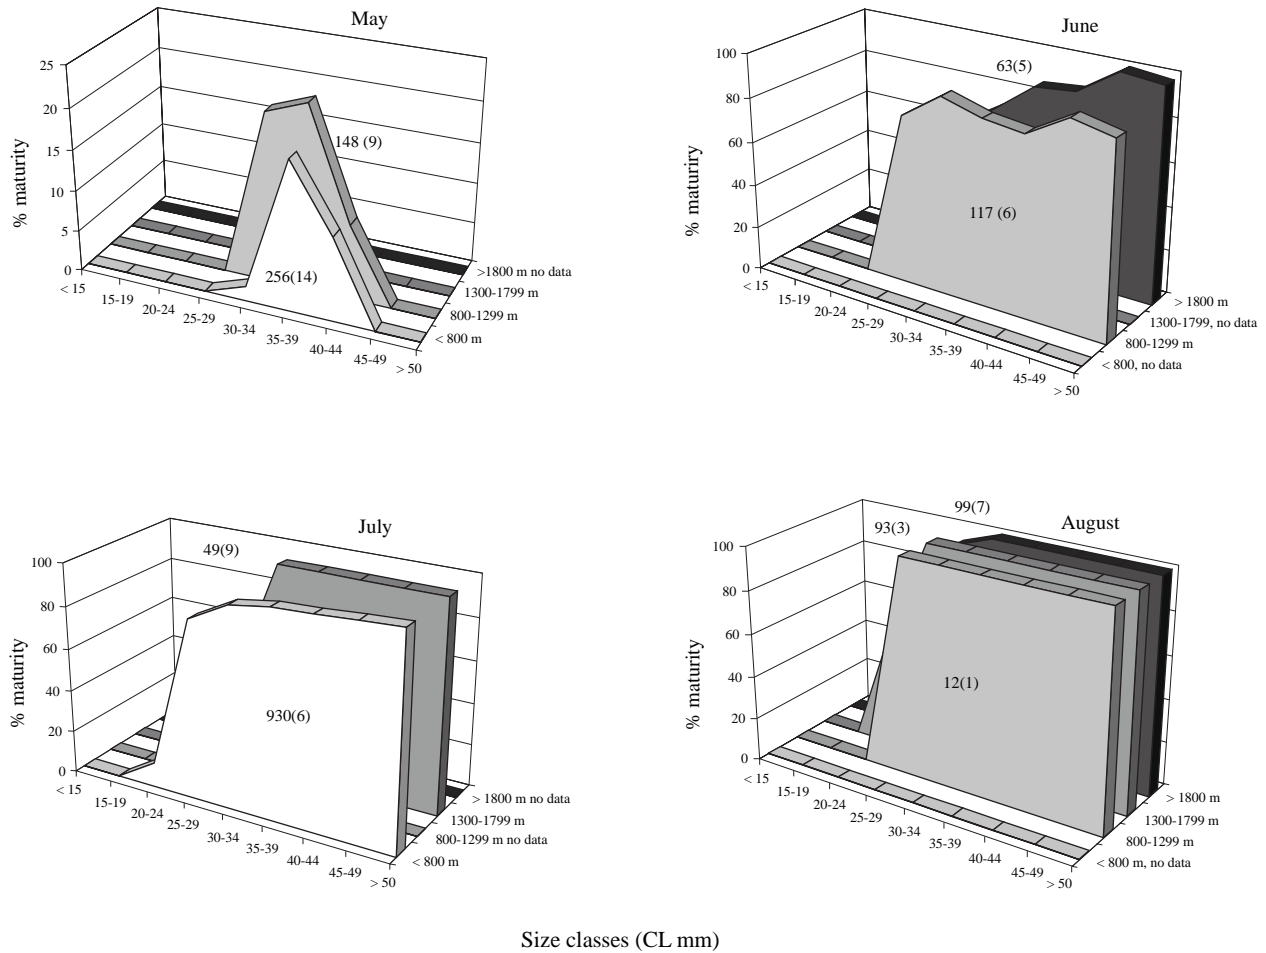 May
% maturity
25
20
15
10
5
0
148 (9)
256(14)
< 15
15-19
20-24
25-29
30-34
35-39
40-44
45-49
> 50
>1800 m no data
1300-1799 m
800-1299 m
< 800 m
June
% maturiry
100
80
60
40
20
0
63(5)
117 (6)
< 15
15-19
20-24
25-29
30-34
35-39
40-44
45-49
> 50
> 1800 m
1300-1799, no data
800-1299 m
< 800, no data
July
% maturity
100
80
60
40
20
0
49(9)
930(6)
< 15
15-19
20-24
25-29
30-34
35-39
40-44
45-49
> 50
> 1800 m no data
1300-1799 m
800-1299 m no data
< 800 m
August
% maturity
100
80
60
40
20
0
99(7)
93(3)
12(1)
< 15
15-19
20-24
25-29
30-34
35-39
40-44
45-49
> 50
> 1800 m
1300-1799 m
800-1299 m
< 800 m, no data
Size classes (CL mm)